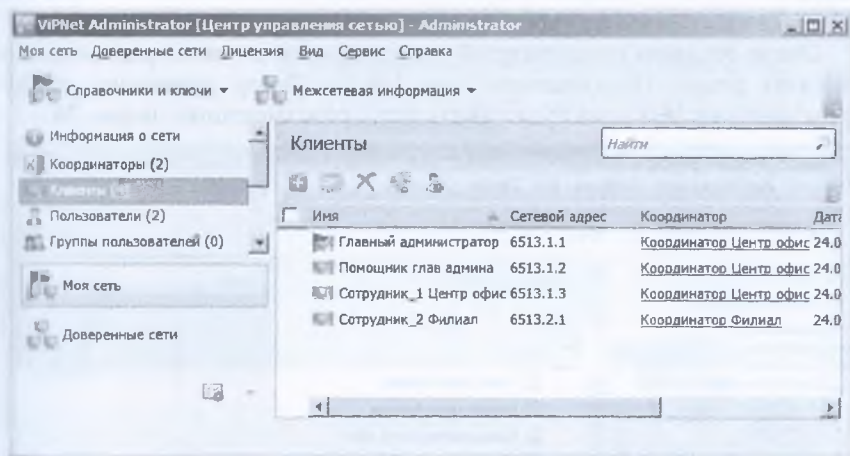 ViPNet Administrator [Центр управления сетью] - Administrator
Моя сеть Доверенные сети Лицензия Вид Сервис Справка
Справочники и ключи Межсетевая информация
Информация о сети
Координаторы (2)
Клиенты
Пользователи (2)
Группы пользователей (0)
Моя сеть
Доверенные сети
Клиенты
Найти
Имя Сетевой адрес Координатор Дата
Главный администратор 6513.1.1 Координатор Центр офис 24.0
Помощник глав админа 6513.1.2 Координатор Центр офис 24.0
Сотрудник_1 Центр офис 6513.1.3 Координатор Центр офис 24.0
Сотрудник_2 Филиал 6513.2.1 Координатор Филиал 24.0